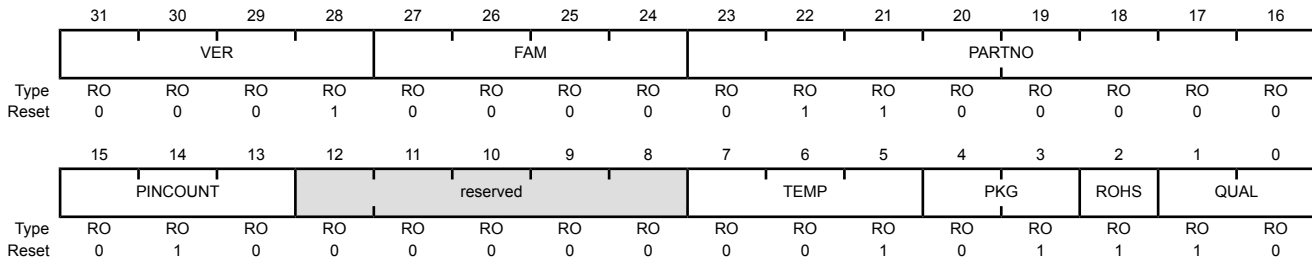 31 30 29 28 27 26 25 24 23 22 21 20 19 18 17 16
VER FAM PARTNO
Type RO RO RO RO RO RO RO RO RO RO RO RO RO RO RO RO
Reset 0 0 0 1 0 0 0 0 0 1 1 0 0 0 0 0
15 14 13 12 11 10 9 8 7 6 5 4 3 2 1 0
PINCOUNT reserved TEMP PKG ROHS QUAL
Type RO RO RO RO RO RO RO RO RO RO RO RO RO RO RO RO
Reset 0 1 0 0 0 0 0 0 0 0 1 0 1 1 1 0